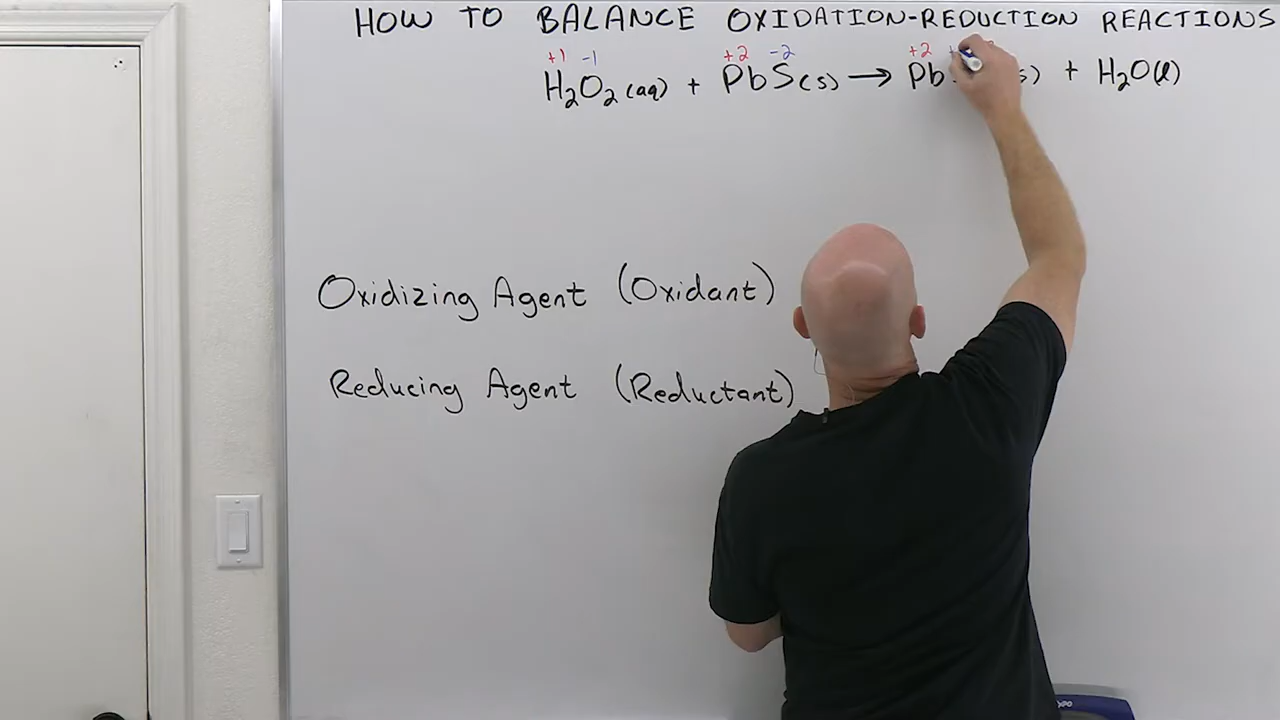 HOW TO BALANCE OXIDATION-REDUCTION REACTIONS
+1 -1 +2 -2 +2
H₂O₂ (aq) + PbS(s) → Pb s) + H₂O(l)
Oxidizing Agent (Oxidant)
Reducing Agent (Reductant)